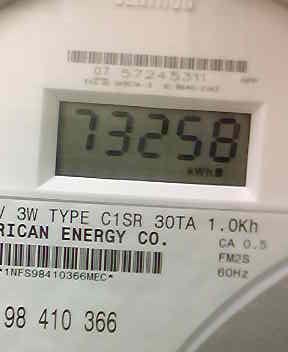 07 57245311
73258
kWh
V 3W TYPE C1SR 30TA 1.0Kh
RICAN ENERGY CO.
CA 0.5
FM2S
60Hz
*1NFS98410366MEC*
98 410 366